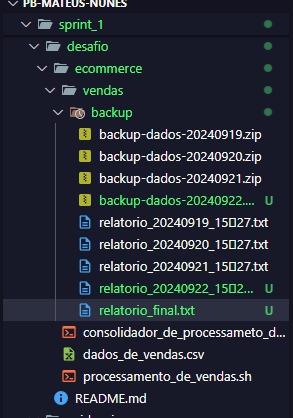 PB-MATEUS-NUNES
sprint_1
desafio
ecommerce
vendas
backup
backup-dados-20240919.zip
backup-dados-20240920.zip
backup-dados-20240921.zip
backup-dados-20240922.... U
relatorio_20240919_15▯27.txt
relatorio_20240920_15▯27.txt
relatorio_20240921_15▯27.txt
relatorio_20240922_15▯2... U
relatorio_final.txt U
consolidador_de_processameto_d...
dados_de_vendas.csv
processamento_de_vendas.sh
README.md